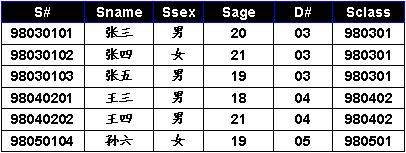 S# Sname Ssex Sage D# Sclass
98030101 张三 男 20 03 980301
98030102 张四 女 21 03 980301
98030103 张五 男 19 03 980301
98040201 王三 男 18 04 980402
98040202 王四 男 21 04 980402
98050104 孙六 女 19 05 980501